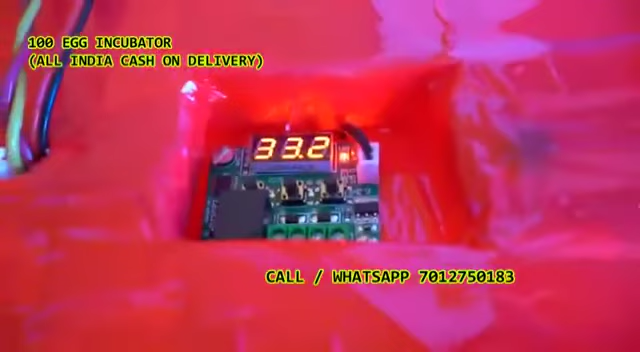 100 EGG INCUBATOR
(ALL INDIA CASH ON DELIVERY)
33.2
CALL / WHATSAPP 7012750183